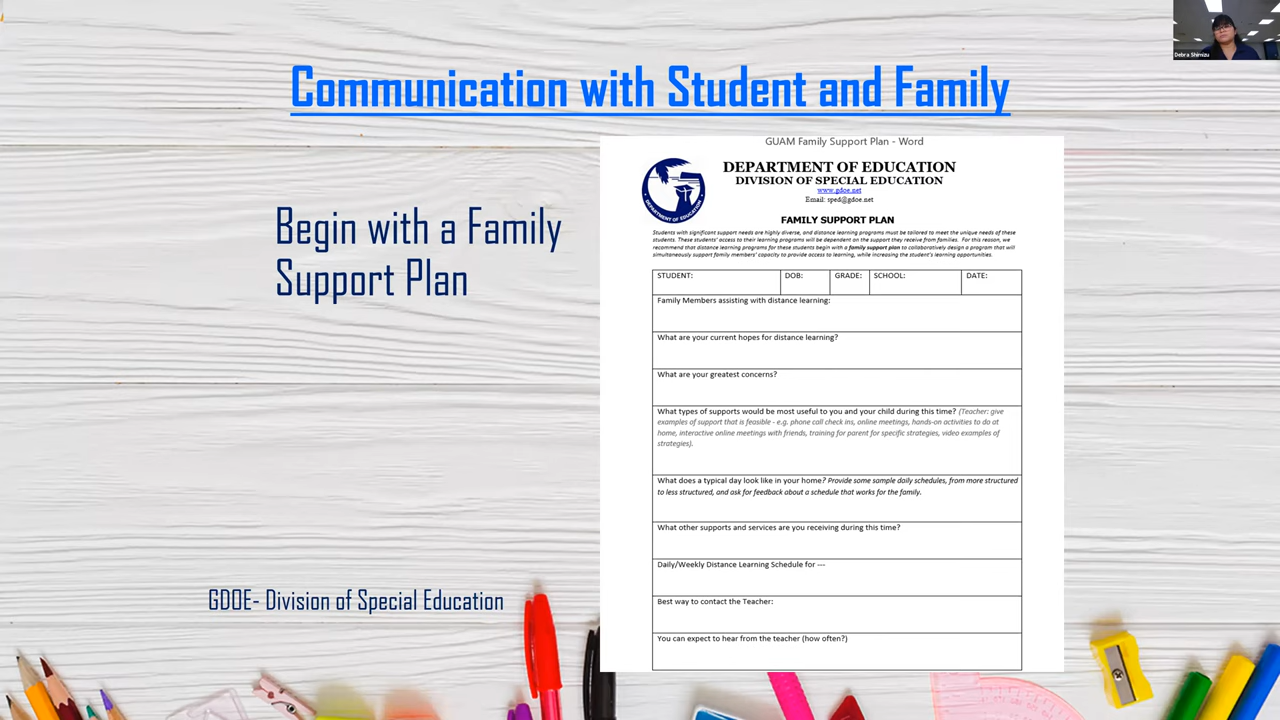 Debra Shimizu
Communication with Student and Family
Begin with a Family
Support Plan
GDOE- Division of Special Education
GUAM Family Support Plan - Word
DEPARTMENT OF EDUCATION
DIVISION OF SPECIAL EDUCATION
www.gdoe.net
Email: sped@gdoe.net
DEPARTMENT OF EDUCATION
FAMILY SUPPORT PLAN
Students with significant support needs are highly diverse, and distance learning programs must be tailored to meet the unique needs of these
students. These students' access to their learning programs will be dependent on the support they receive from families. For this reason, we
recommend that distance learning programs for these students begin with a family support plan to collaboratively design a program that will
simultaneously support family members' capacity to provide access to learning, while increasing the student's learning opportunities.
STUDENT: DOB: GRADE: SCHOOL: DATE:
Family Members assisting with distance learning:
What are your current hopes for distance learning?
What are your greatest concerns?
What types of supports would be most useful to you and your child during this time? (Teacher: give
examples of support that is feasible - e.g. phone call check ins, online meetings, hands-on activities to do at
home, interactive online meetings with friends, training for parent for specific strategies, video examples of
strategies).
What does a typical day look like in your home? Provide some sample daily schedules, from more structured
to less structured, and ask for feedback about a schedule that works for the family.
What other supports and services are you receiving during this time?
Daily/Weekly Distance Learning Schedule for ---
Best way to contact the Teacher:
You can expect to hear from the teacher (how often?)